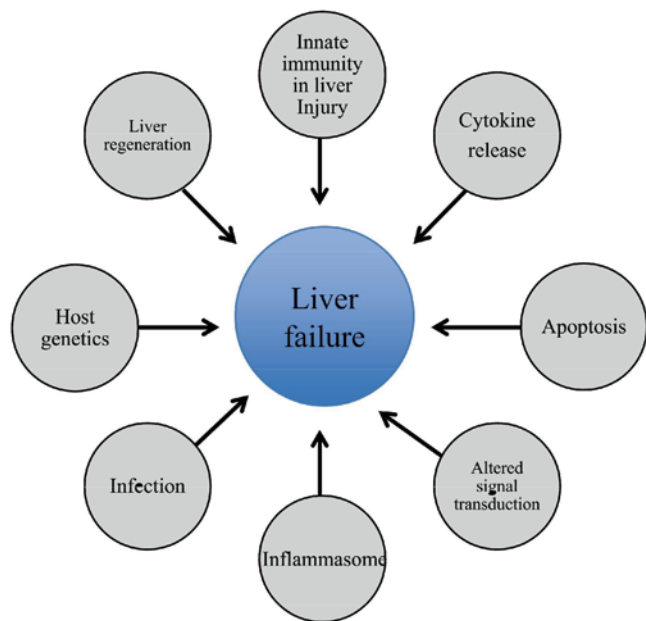 Innate
immunity
in liver
Injury
Cytokine
release
Apoptosis
Altered
signal
transduction
Inflammasome
Infection
Host
genetics
Liver
regeneration
Liver
failure